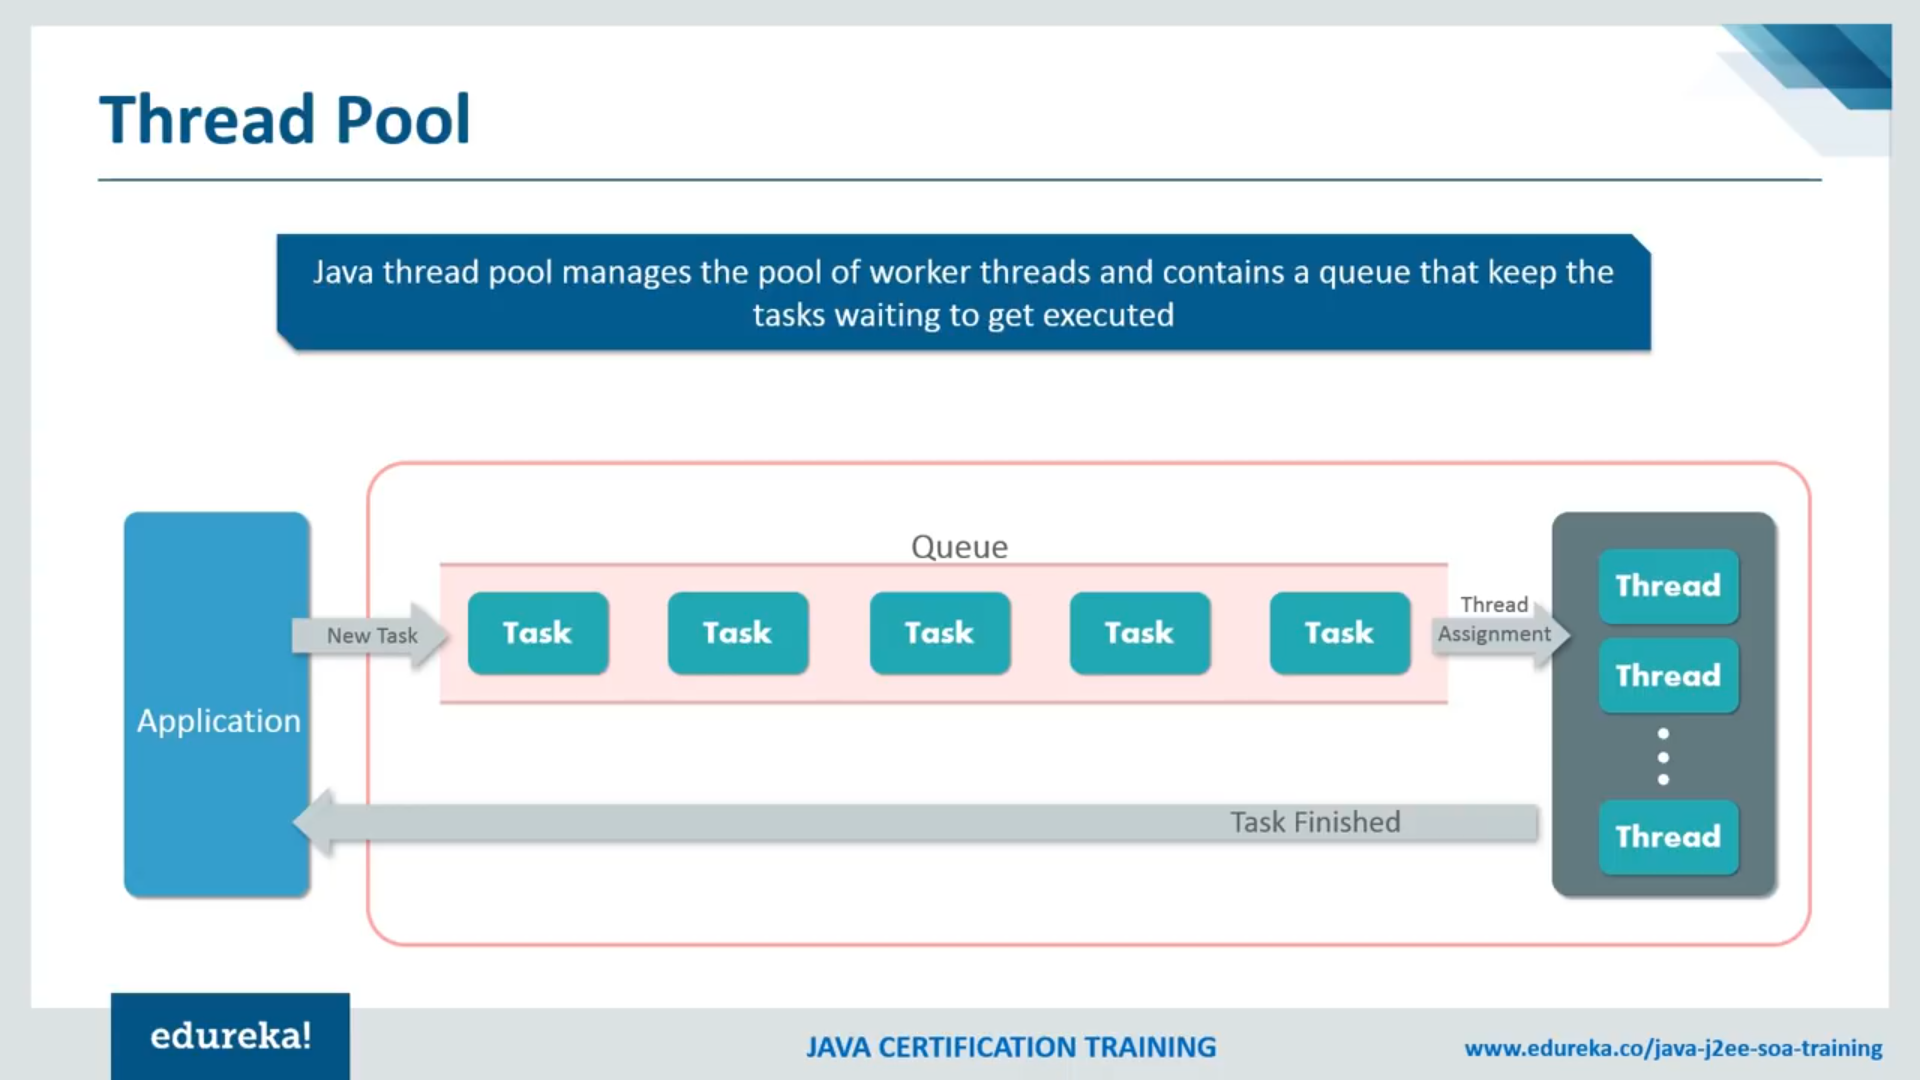 Thread Pool
Java thread pool manages the pool of worker threads and contains a queue that keep the
tasks waiting to get executed
Queue
New Task
Task
Task
Task
Task
Task
Thread
Assignment
Thread
Thread
Thread
Application
Task Finished
edureka!
JAVA CERTIFICATION TRAINING
www.edureka.co/java-j2ee-soa-training